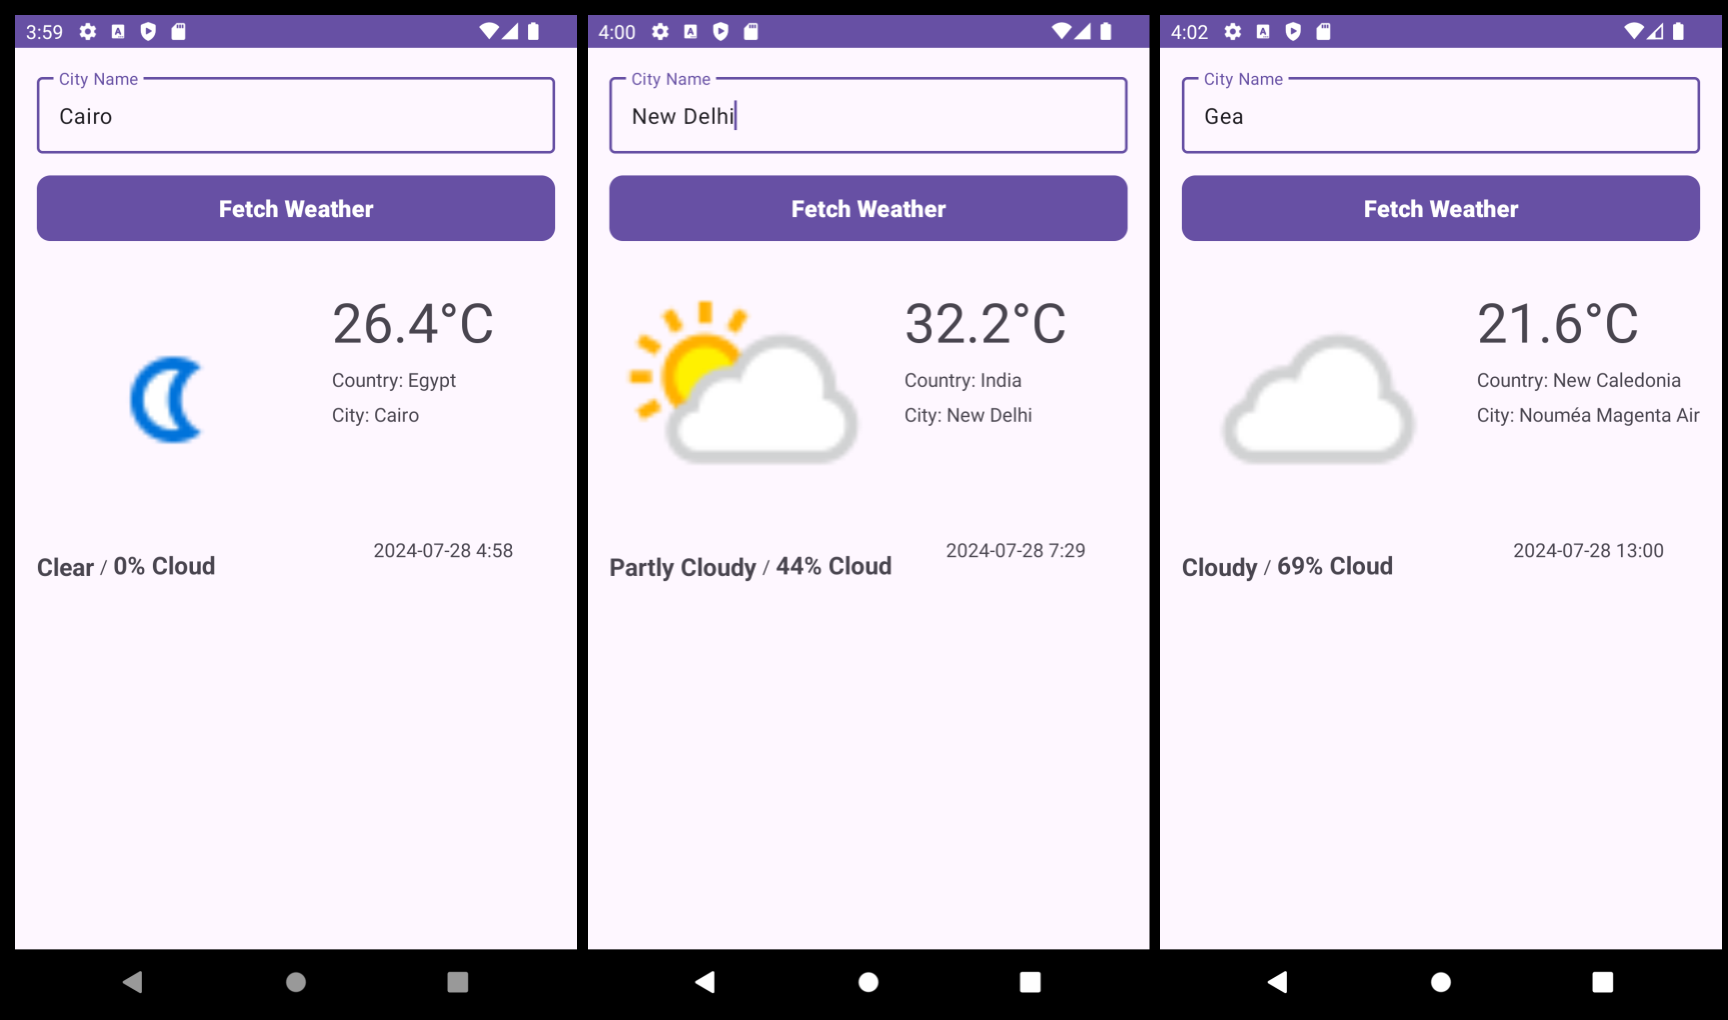 3:59
City Name
Cairo
Fetch Weather
26.4°C
Country: Egypt
City: Cairo
2024-07-28 4:58
Clear / 0% Cloud
4:00
City Name
New Delhi
Fetch Weather
32.2°C
Country: India
City: New Delhi
2024-07-28 7:29
Partly Cloudy / 44% Cloud
4:02
City Name
Gea
Fetch Weather
21.6°C
Country: New Caledonia
City: Nouméa Magenta Air
2024-07-28 13:00
Cloudy / 69% Cloud